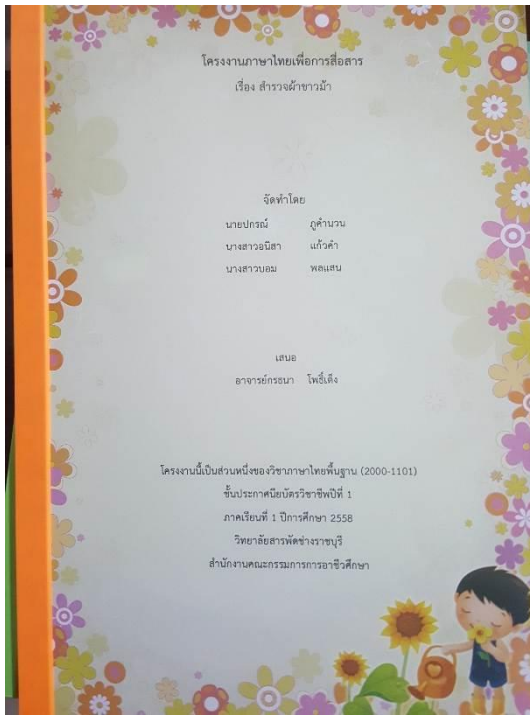 โครงงานภาษาไทยเพื่อการสื่อสาร
เรื่อง สำรวจผ้าขาวม้า
จัดทำโดย
นายปกรณ์ ภูคำนวน
นางสาวอนิสา แก้วคำ
นางสาวบอม พลแสน
เสนอ
อาจารย์กรธนา โพธิ์เต็ง
โครงงานนี้เป็นส่วนหนึ่งของวิชาภาษาไทยพื้นฐาน (2000-1101)
ชั้นประกาศนียบัตรวิชาชีพปีที่ 1
ภาคเรียนที่ 1 ปีการศึกษา 2558
วิทยาลัยสารพัดช่างราชบุรี
สำนักงานคณะกรรมการการอาชีวศึกษา